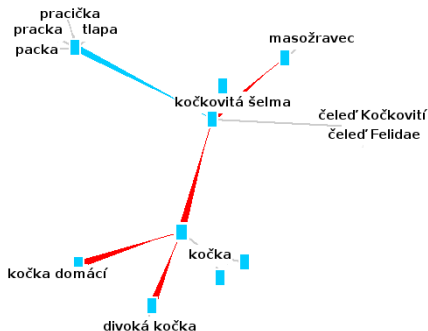 pracička
pracka tlapa
packa
masožravec
kočkovitá šelma
čeleď Kočkovití
čeleď Felidae
kočka
kočka domácí
divoká kočka